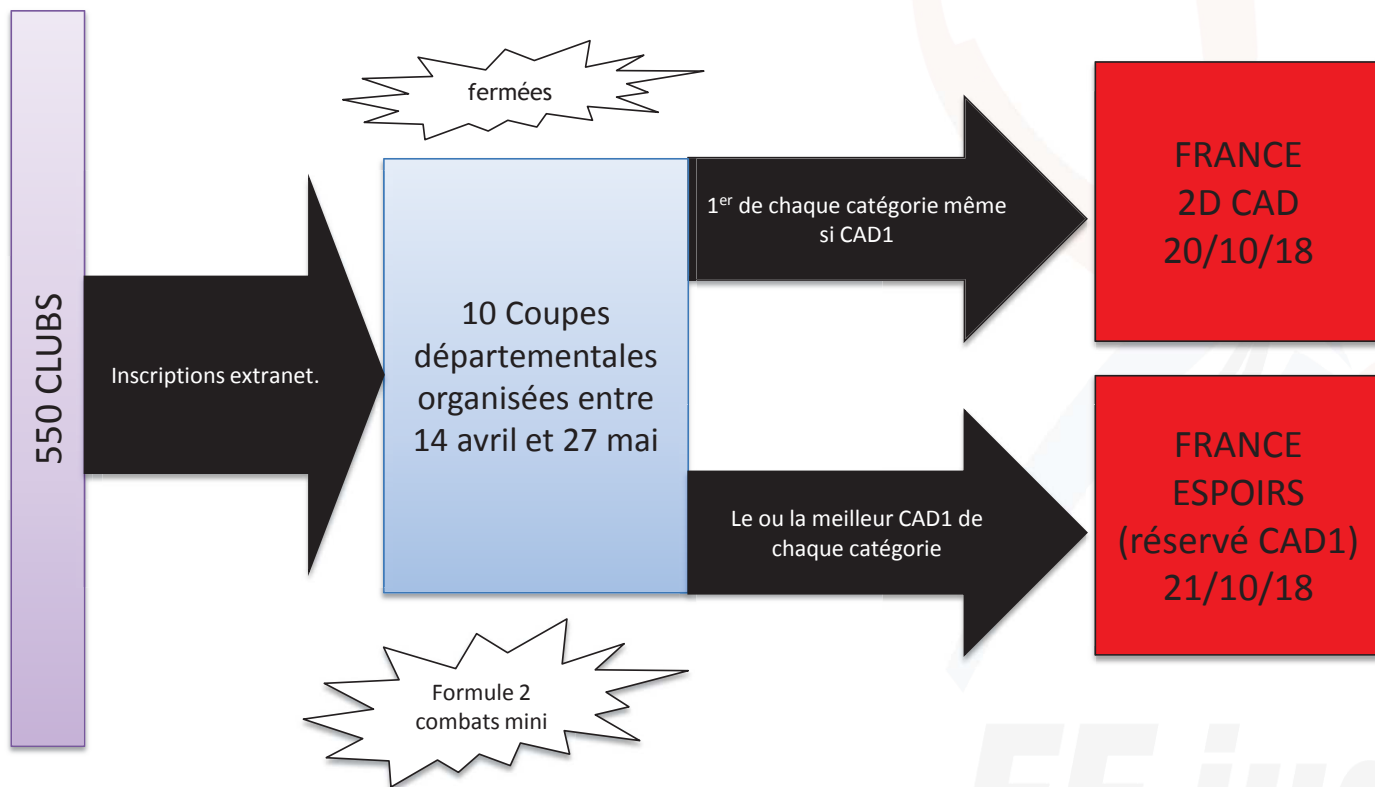 550 CLUBS
Inscriptions extranet.
fermées
10 Coupes
départementales
organisées entre
14 avril et 27 mai
Formule 2
combats mini
1er de chaque catégorie même
si CAD1
FRANCE
2D CAD
20/10/18
Le ou la meilleur CAD1 de
chaque catégorie
FRANCE
ESPOIRS
(réservé CAD1)
21/10/18